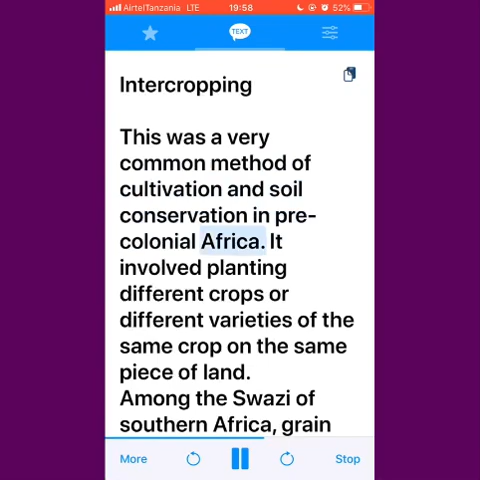 AirtelTanzania LTE 19:58 52%
TEXT
Intercropping
This was a very
common method of
cultivation and soil
conservation in pre-
colonial Africa. It
involved planting
different crops or
different varieties of the
same crop on the same
piece of land.
Among the Swazi of
southern Africa, grain
More Stop